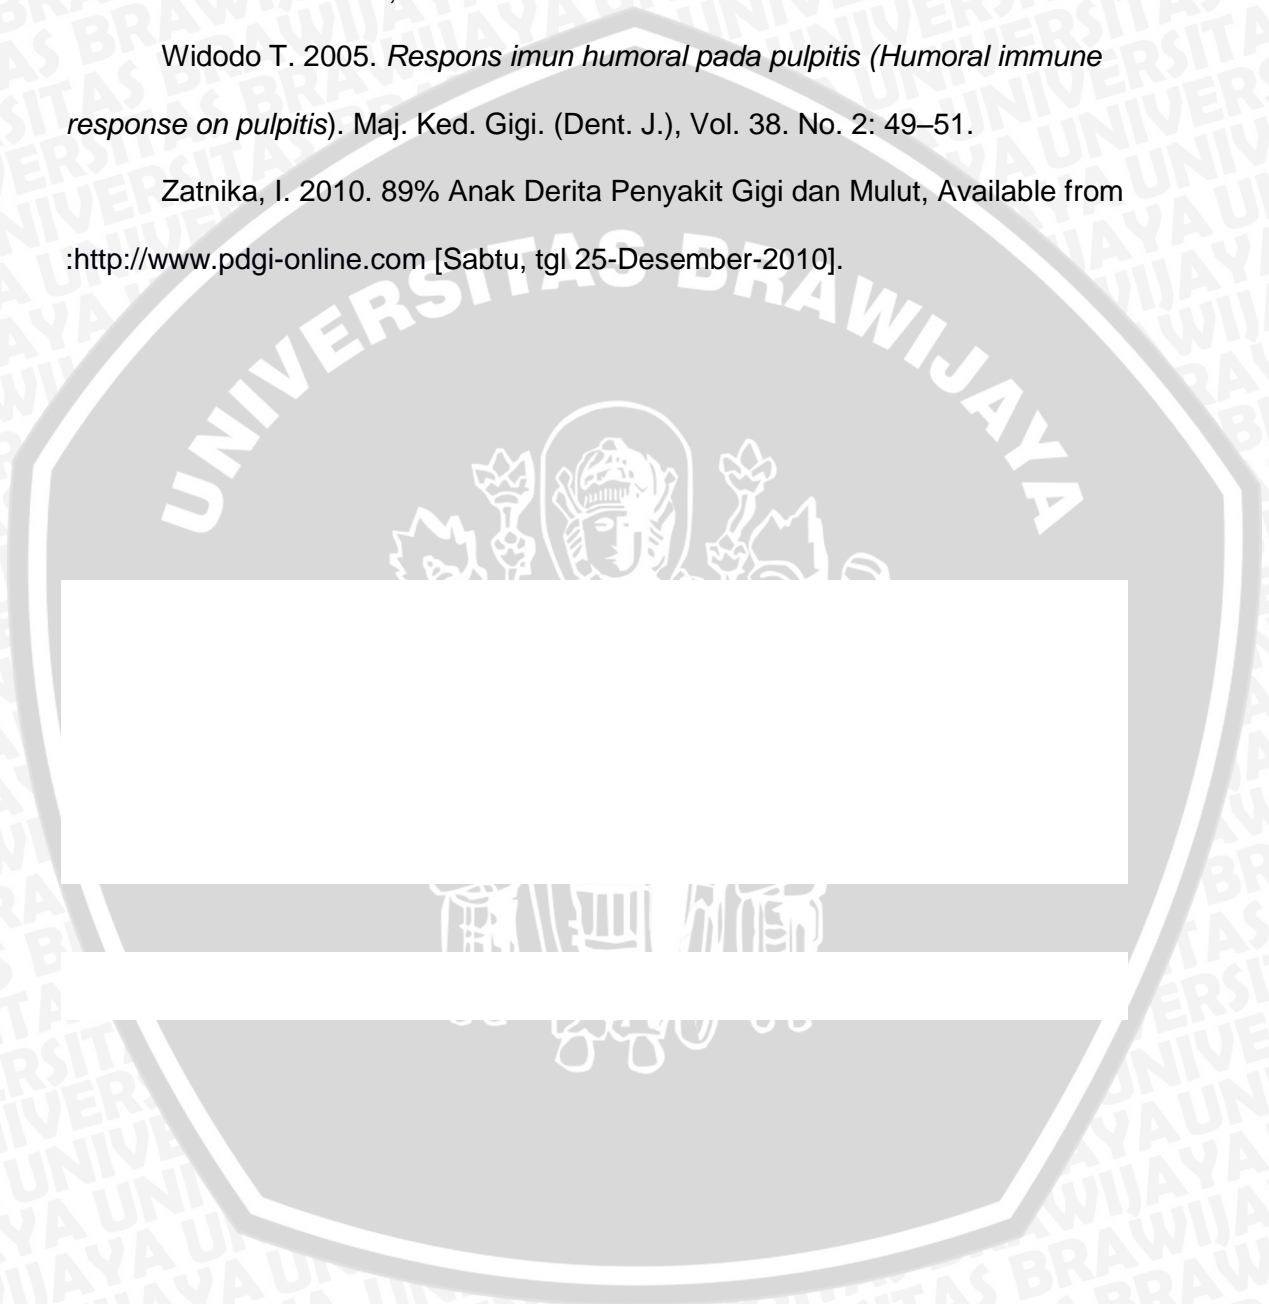 Widodo T. 2005. Respons imun humoral pada pulpitis (Humoral immune
response on pulpitis). Maj. Ked. Gigi. (Dent. J.), Vol. 38. No. 2: 49–51.
Zatnika, I. 2010. 89% Anak Derita Penyakit Gigi dan Mulut, Available from
:http://www.pdgi-online.com [Sabtu, tgl 25-Desember-2010].
UNIVERSITAS BRAWIJAYA